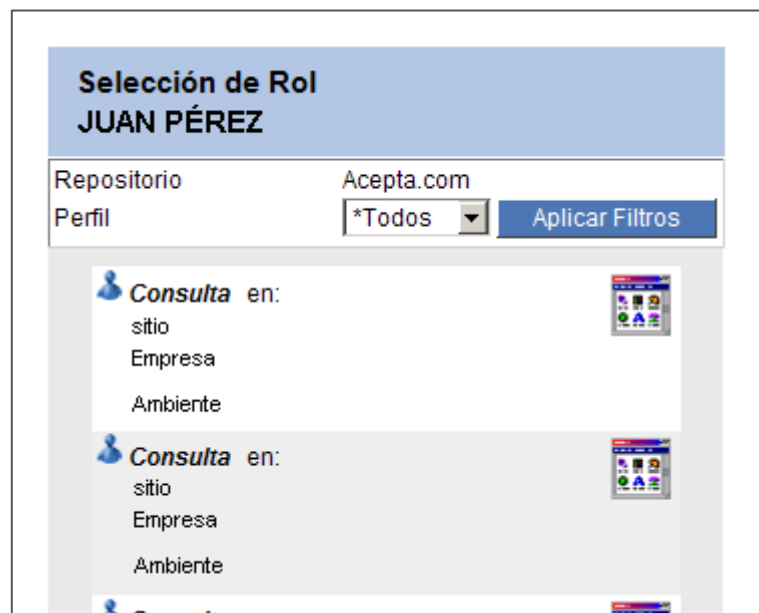 Selección de Rol
JUAN PÉREZ
Repositorio Acepta.com
Perfil *Todos Aplicar Filtros
Consulta en:
sitio
Empresa
Ambiente
Consulta en:
sitio
Empresa
Ambiente